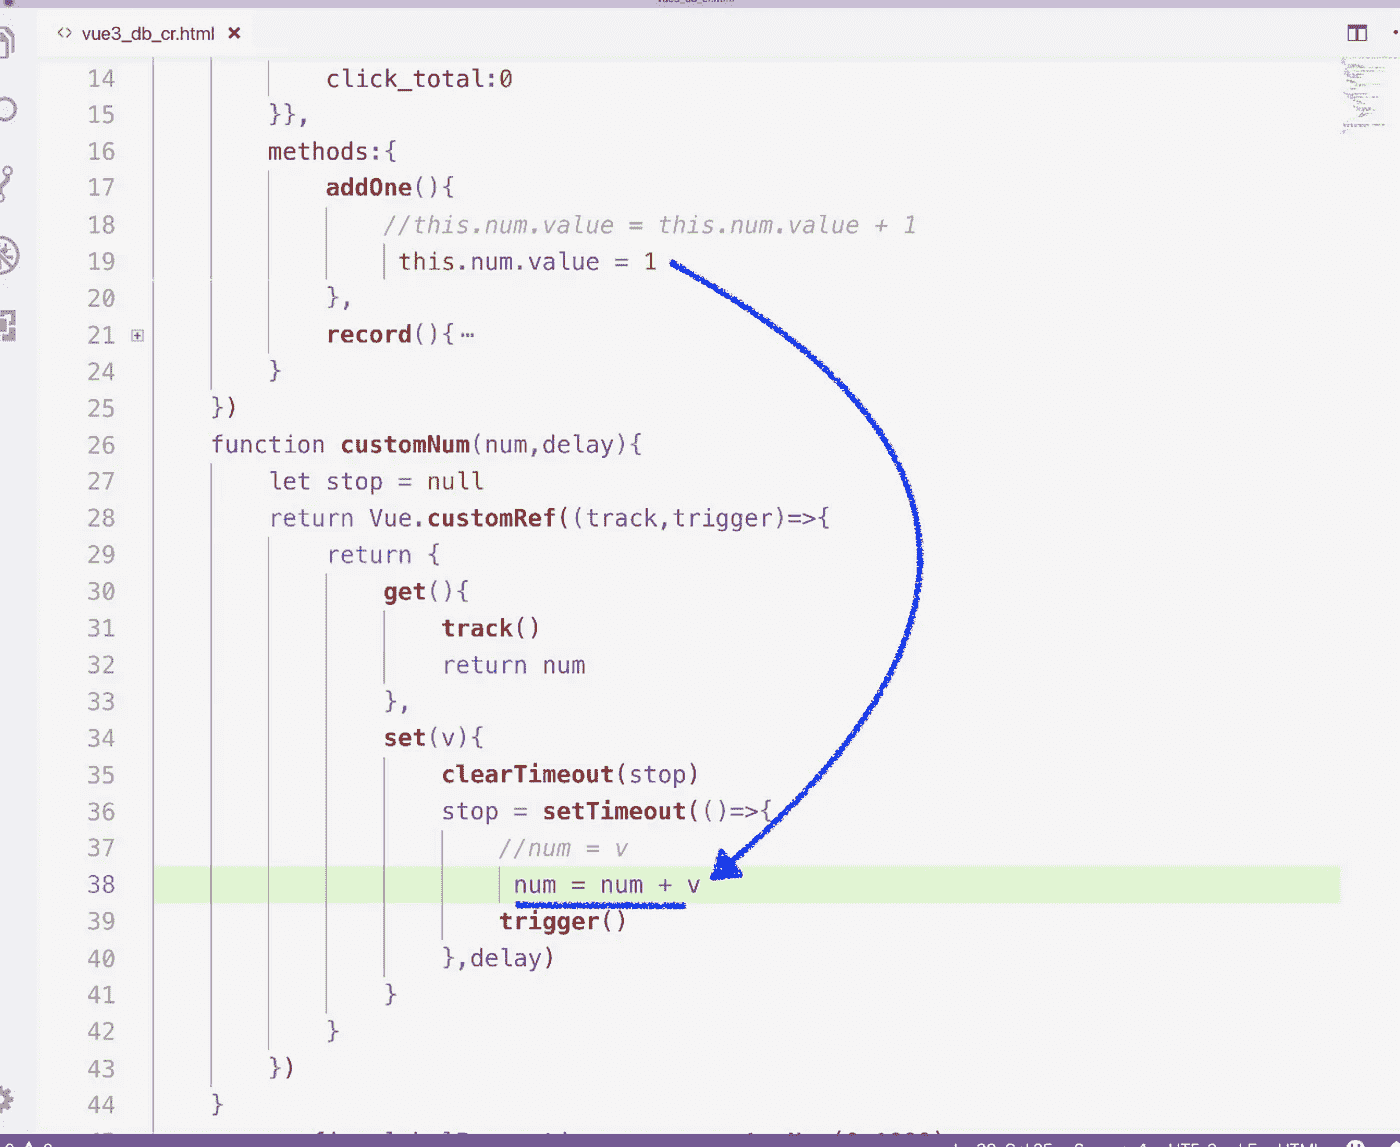 vue3_db_cr.html
14 click_total:0
15 }},
16 methods:{
17 addOne(){
18 //this.num.value = this.num.value + 1
19 this.num.value = 1
20 },
21 record(){⋯
24 }
25 })
26 function customNum(num,delay){
27 let stop = null
28 return Vue.customRef((track,trigger)=>{
29 return {
30 get(){
31 track()
32 return num
33 },
34 set(v){
35 clearTimeout(stop)
36 stop = setTimeout(()=>{
37 //num = v
38 num = num + v
39 trigger()
40 },delay)
41 }
42 }
43 })
44 }